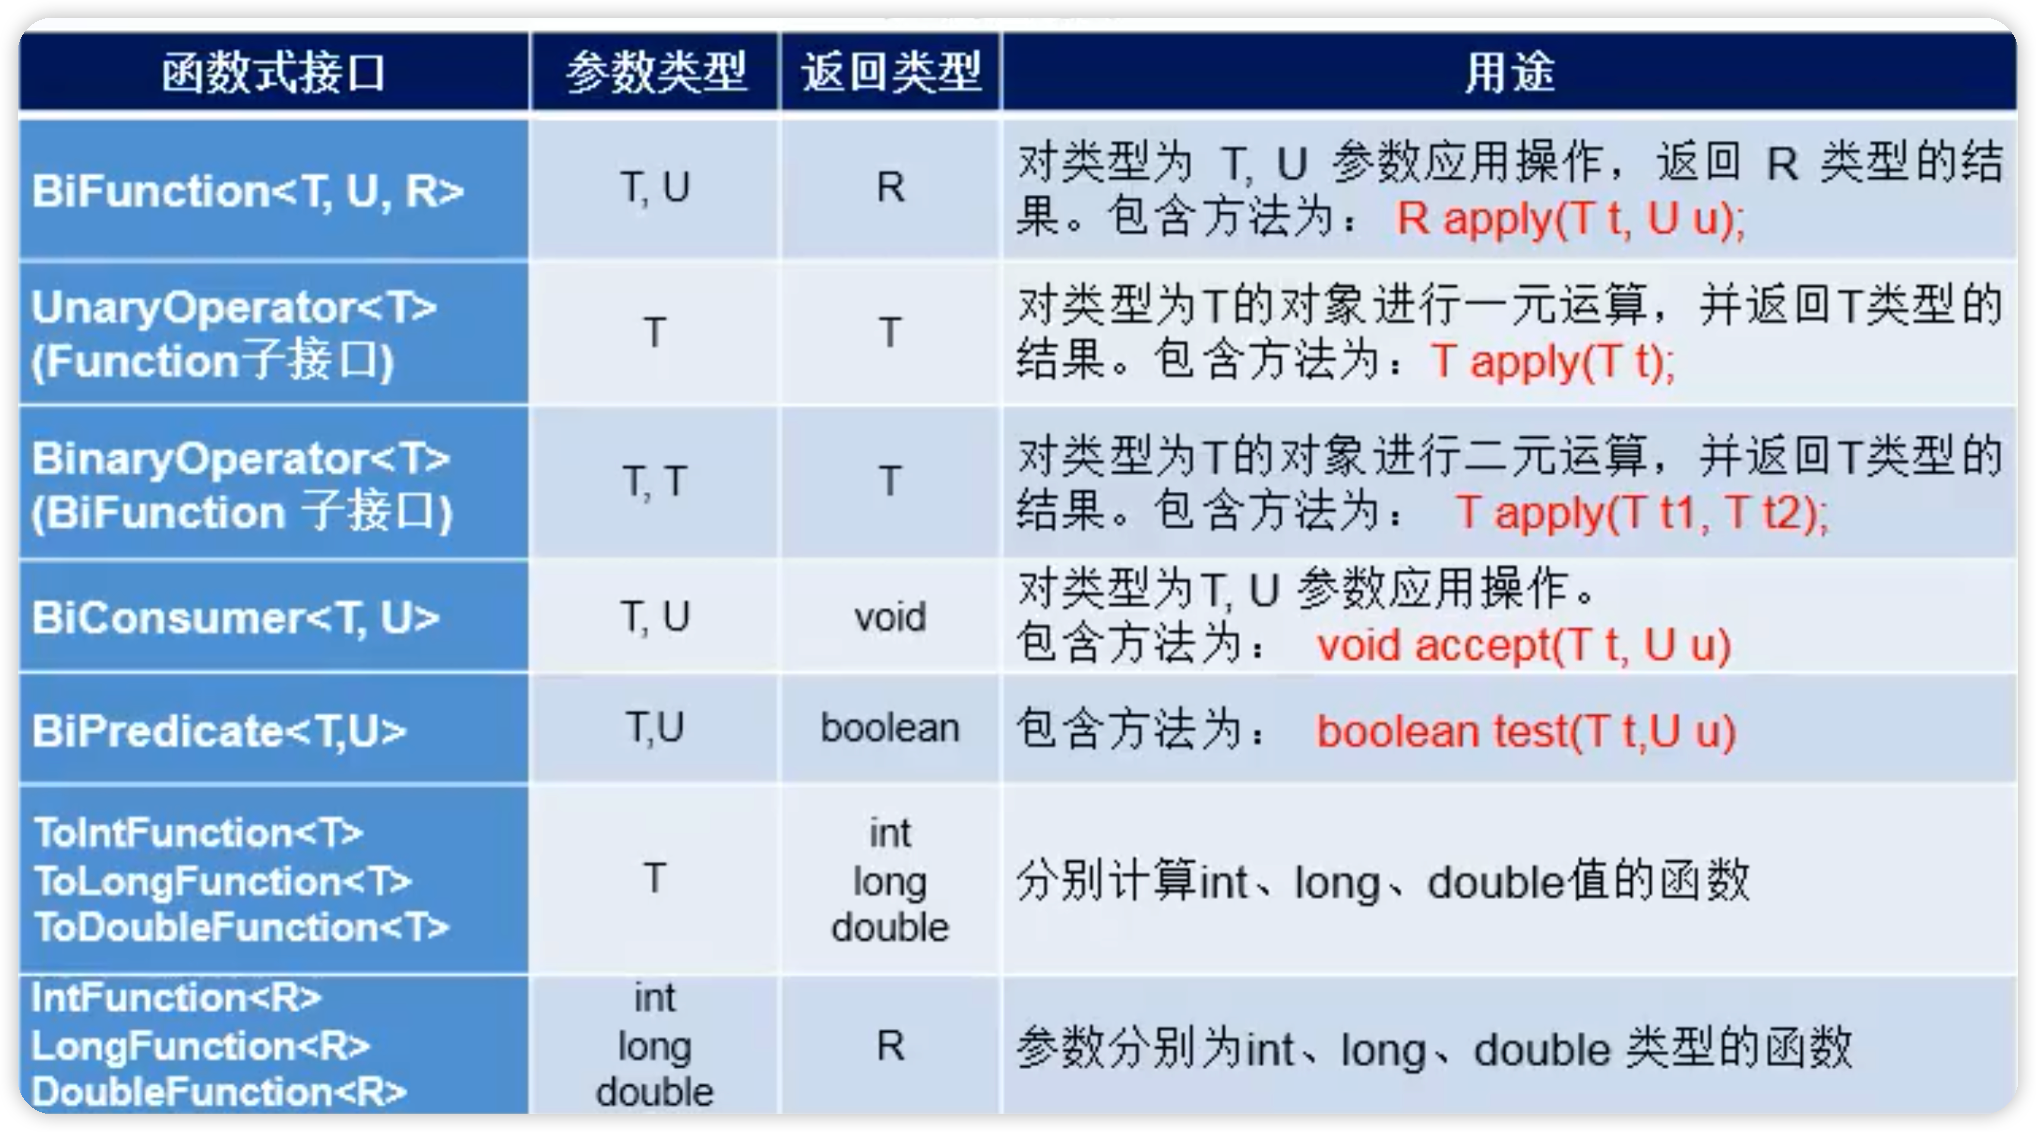 函数式接口 参数类型 返回类型 用途
BiFunction<T, U, R> T, U R 对类型为 T, U 参数应用操作，返回 R 类型的结
果。包含方法为： R apply(T t, U u);
UnaryOperator<T>
(Function子接口) T T 对类型为T的对象进行一元运算，并返回T类型的
结果。包含方法为：T apply(T t);
BinaryOperator<T>
(BiFunction 子接口) T, T T 对类型为T的对象进行二元运算，并返回T类型的
结果。包含方法为： T apply(T t1, T t2);
BiConsumer<T, U> T, U void 对类型为T, U 参数应用操作。
包含方法为： void accept(T t, U u)
BiPredicate<T,U> T,U boolean 包含方法为： boolean test(T t,U u)
ToIntFunction<T>
ToLongFunction<T>
ToDoubleFunction<T>
T
int
long
double
分别计算int、long、double值的函数
IntFunction<R>
LongFunction<R>
DoubleFunction<R>
int
long
double
R
参数分别为int、long、double 类型的函数